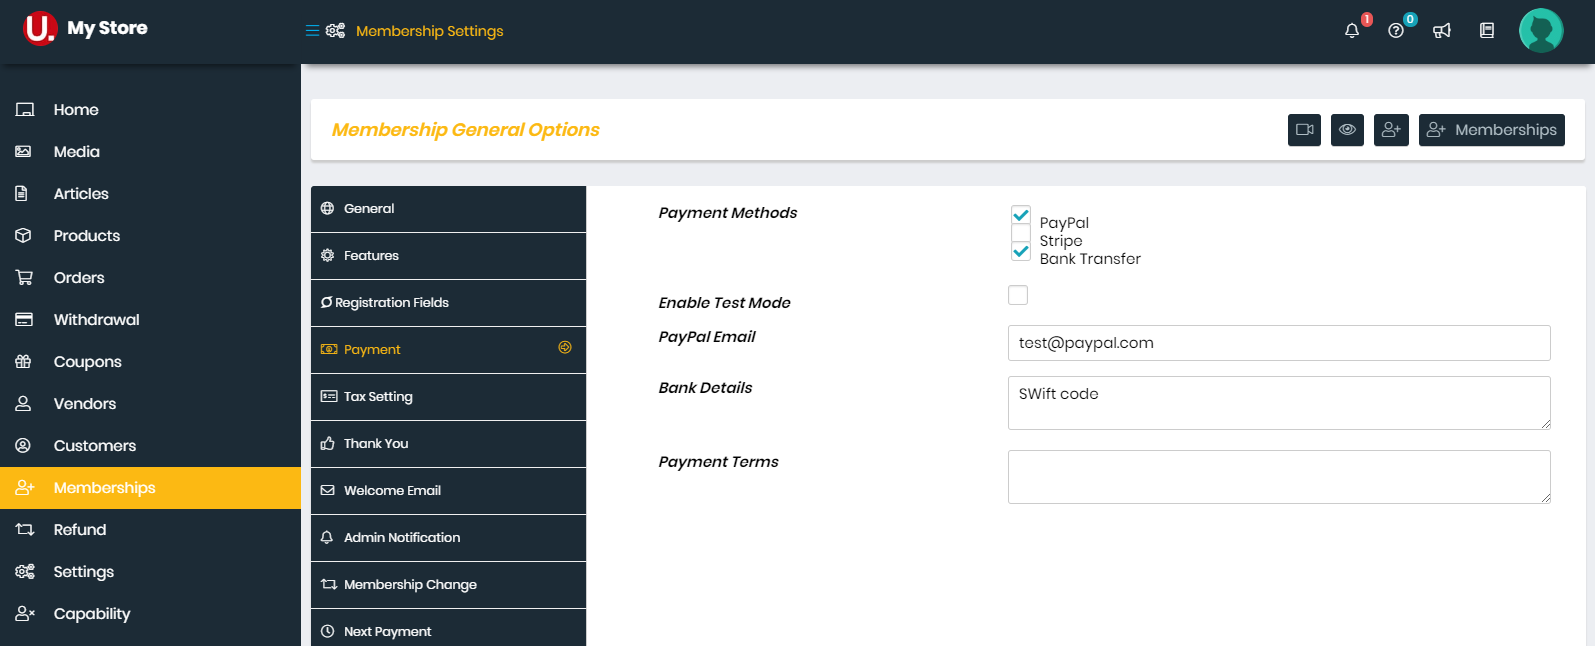 U. My Store
Membership Settings
1
0
Home
Media
Articles
Products
Orders
Withdrawal
Coupons
Vendors
Customers
Memberships
Refund
Settings
Capability
Membership General Options
Memberships
General
Features
Registration Fields
Payment
Tax Setting
Thank You
Welcome Email
Admin Notification
Membership Change
Next Payment
Payment Methods
PayPal
Stripe
Bank Transfer
Enable Test Mode
PayPal Email
test@paypal.com
Bank Details
SWift code
Payment Terms